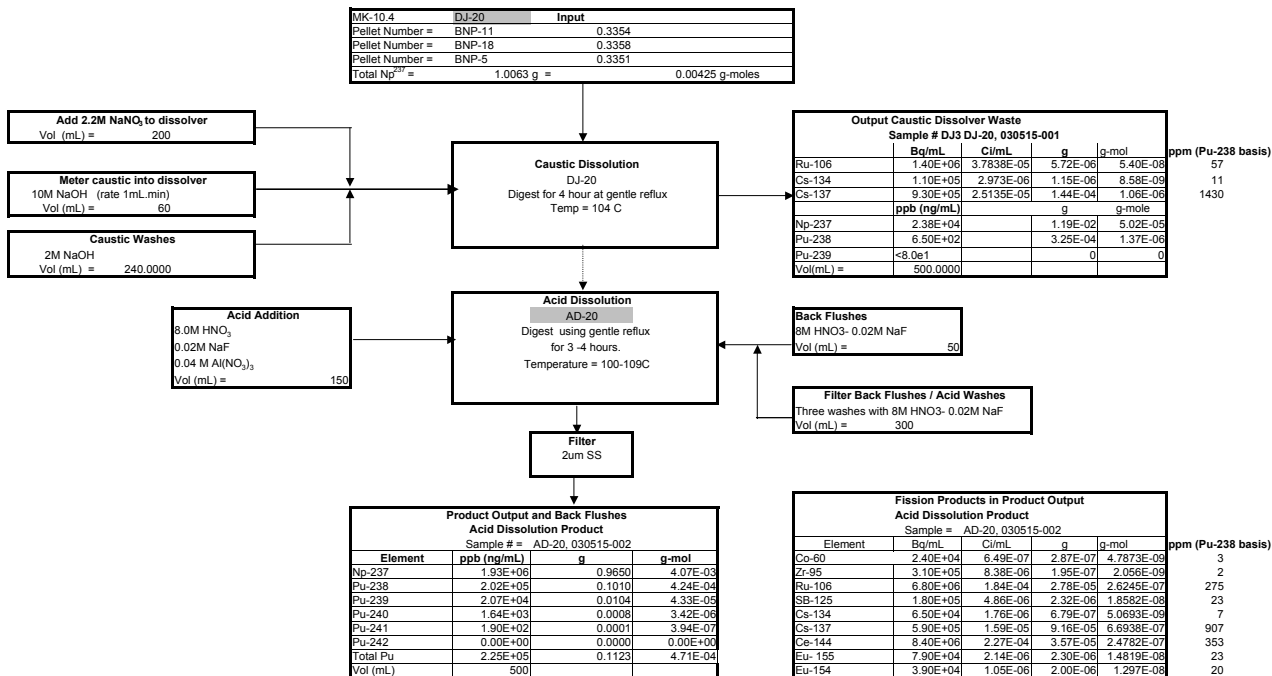 MK-10.4 DJ-20 Input
Pellet Number = BNP-11 0.3354
Pellet Number = BNP-18 0.3358
Pellet Number = BNP-5 0.3351
Total Np237 = 1.0063 g = 0.00425 g-moles
Add 2.2M NaNO3 to dissolver
Vol (mL) = 200
Meter caustic into dissolver
10M NaOH (rate 1mL.min)
Vol (mL) = 60
Caustic Washes
2M NaOH
Vol (mL) = 240.0000
Caustic Dissolution
DJ-20
Digest for 4 hour at gentle reflux
Temp = 104 C
Output Caustic Dissolver Waste
Sample # DJ3 DJ-20, 030515-001
Bq/mL Ci/mL g g-mol ppm (Pu-238 basis)
Ru-106 1.40E+06 3.7838E-05 5.72E-06 5.40E-08 57
Cs-134 1.10E+05 2.973E-06 1.15E-06 8.58E-09 11
Cs-137 9.30E+05 2.5135E-05 1.44E-04 1.06E-06 1430
ppb (ng/mL) g g-mole
Np-237 2.38E+04 1.19E-02 5.02E-05
Pu-238 6.50E+02 3.25E-04 1.37E-06
Pu-239 <8.0e1 0 0
Vol(mL) = 500.0000
Acid Addition
8.0M HNO3
0.02M NaF
0.04 M Al(NO3)3
Vol (mL) = 150
Acid Dissolution
AD-20
Digest using gentle reflux
for 3 -4 hours.
Temperature = 100-109C
Back Flushes
8M HNO3- 0.02M NaF
Vol (mL) = 50
Filter Back Flushes / Acid Washes
Three washes with 8M HNO3- 0.02M NaF
Vol (mL) = 300
Filter
2um SS
Product Output and Back Flushes
Acid Dissolution Product
Sample # = AD-20, 030515-002
Element ppb (ng/mL) g g-mol
Np-237 1.93E+06 0.9650 4.07E-03
Pu-238 2.02E+05 0.1010 4.24E-04
Pu-239 2.07E+04 0.0104 4.33E-05
Pu-240 1.64E+03 0.0008 3.42E-06
Pu-241 1.90E+02 0.0001 3.94E-07
Pu-242 0.00E+00 0.0000 0.00E+00
Total Pu 2.25E+05 0.1123 4.71E-04
Vol (mL) 500
Fission Products in Product Output
Acid Dissolution Product
Sample = AD-20, 030515-002
Element Bq/mL Ci/mL g g-mol ppm (Pu-238 basis)
Co-60 2.40E+04 6.49E-07 2.87E-07 4.7873E-09 3
Zr-95 3.10E+05 8.38E-06 1.95E-07 2.056E-09 2
Ru-106 6.80E+06 1.84E-04 2.78E-05 2.6245E-07 275
SB-125 1.80E+05 4.86E-06 2.32E-06 1.8582E-08 23
Cs-134 6.50E+04 1.76E-06 6.79E-07 5.0693E-09 7
Cs-137 5.90E+05 1.59E-05 9.16E-05 6.6938E-07 907
Ce-144 8.40E+06 2.27E-04 3.57E-05 2.4782E-07 353
Eu- 155 7.90E+04 2.14E-06 2.30E-06 1.4819E-08 23
Eu-154 3.90E+04 1.05E-06 2.00E-06 1.297E-08 20